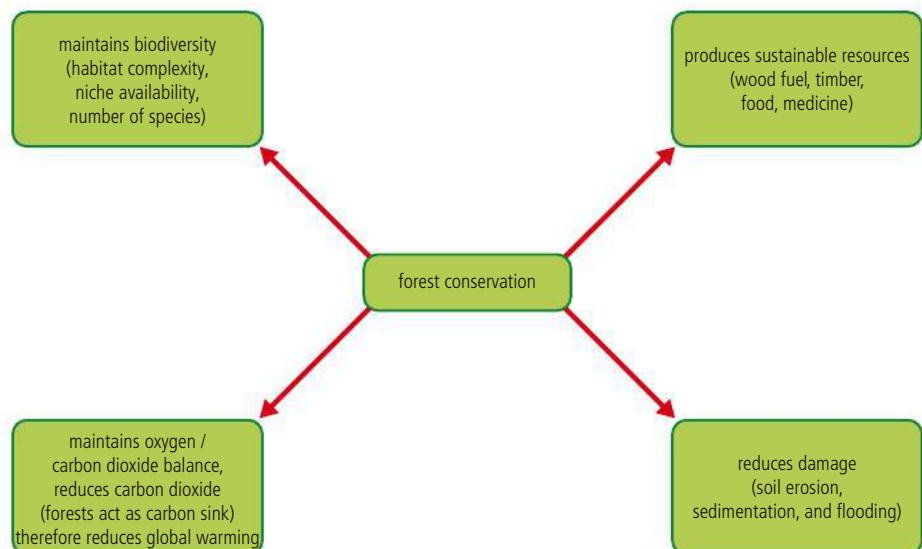 maintains biodiversity
(habitat complexity,
niche availability,
number of species)
produces sustainable resources
(wood fuel, timber,
food, medicine)
forest conservation
maintains oxygen /
carbon dioxide balance,
reduces carbon dioxide
(forests act as carbon sink)
therefore reduces global warming
reduces damage
(soil erosion,
sedimentation, and flooding)